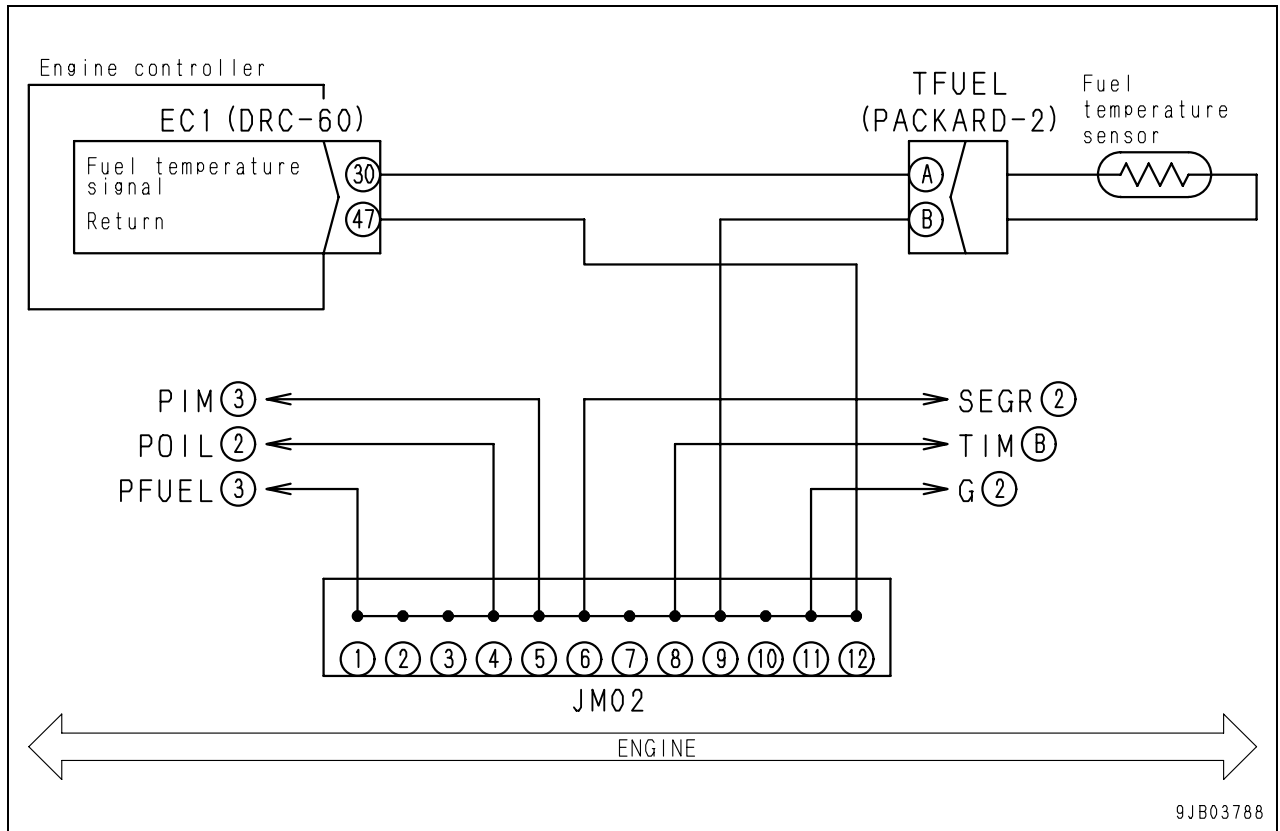 Engine controller
EC1 (DRC-60)
Fuel temperature
signal
Return
30
47
TFUEL
(PACKARD-2)
A
B
Fuel
temperature
sensor
PIM 3
POIL 2
PFUEL 3
SEGR 2
TIM B
G 2
1 2 3 4 5 6 7 8 9 10 11 12
JM02
ENGINE
9JB03788